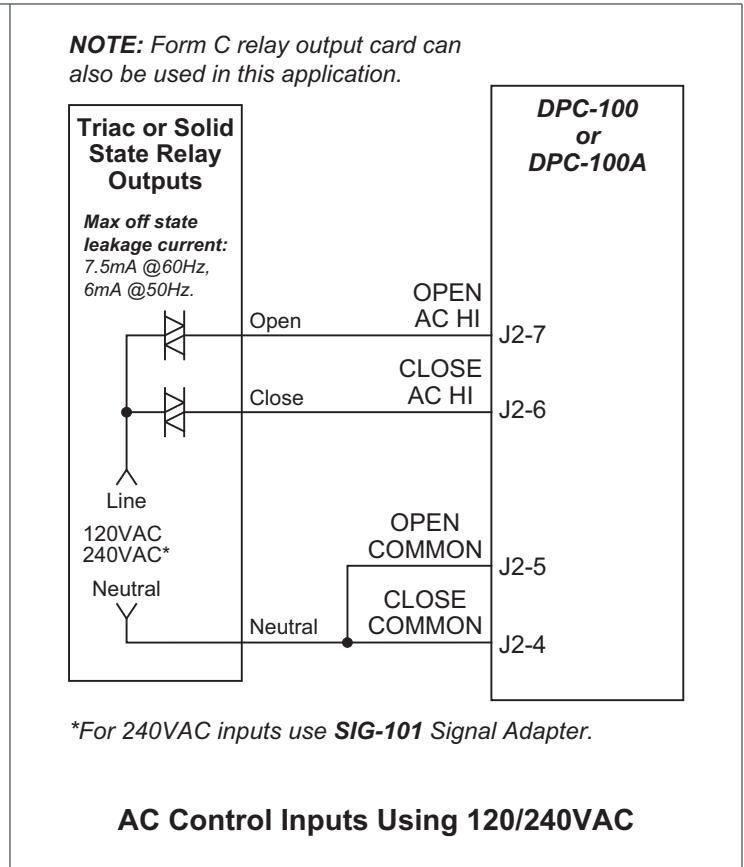 NOTE: Form C relay output card can
also be used in this application.
Triac or Solid
State Relay
Outputs
Max off state
leakage current:
7.5mA @60Hz,
6mA @50Hz.
DPC-100
or
DPC-100A
Open
OPEN
AC HI
J2-7
Close
CLOSE
AC HI
J2-6
Line
120VAC
240VAC*
Neutral
Neutral
OPEN
COMMON
J2-5
CLOSE
COMMON
J2-4
*For 240VAC inputs use SIG-101 Signal Adapter.
AC Control Inputs Using 120/240VAC